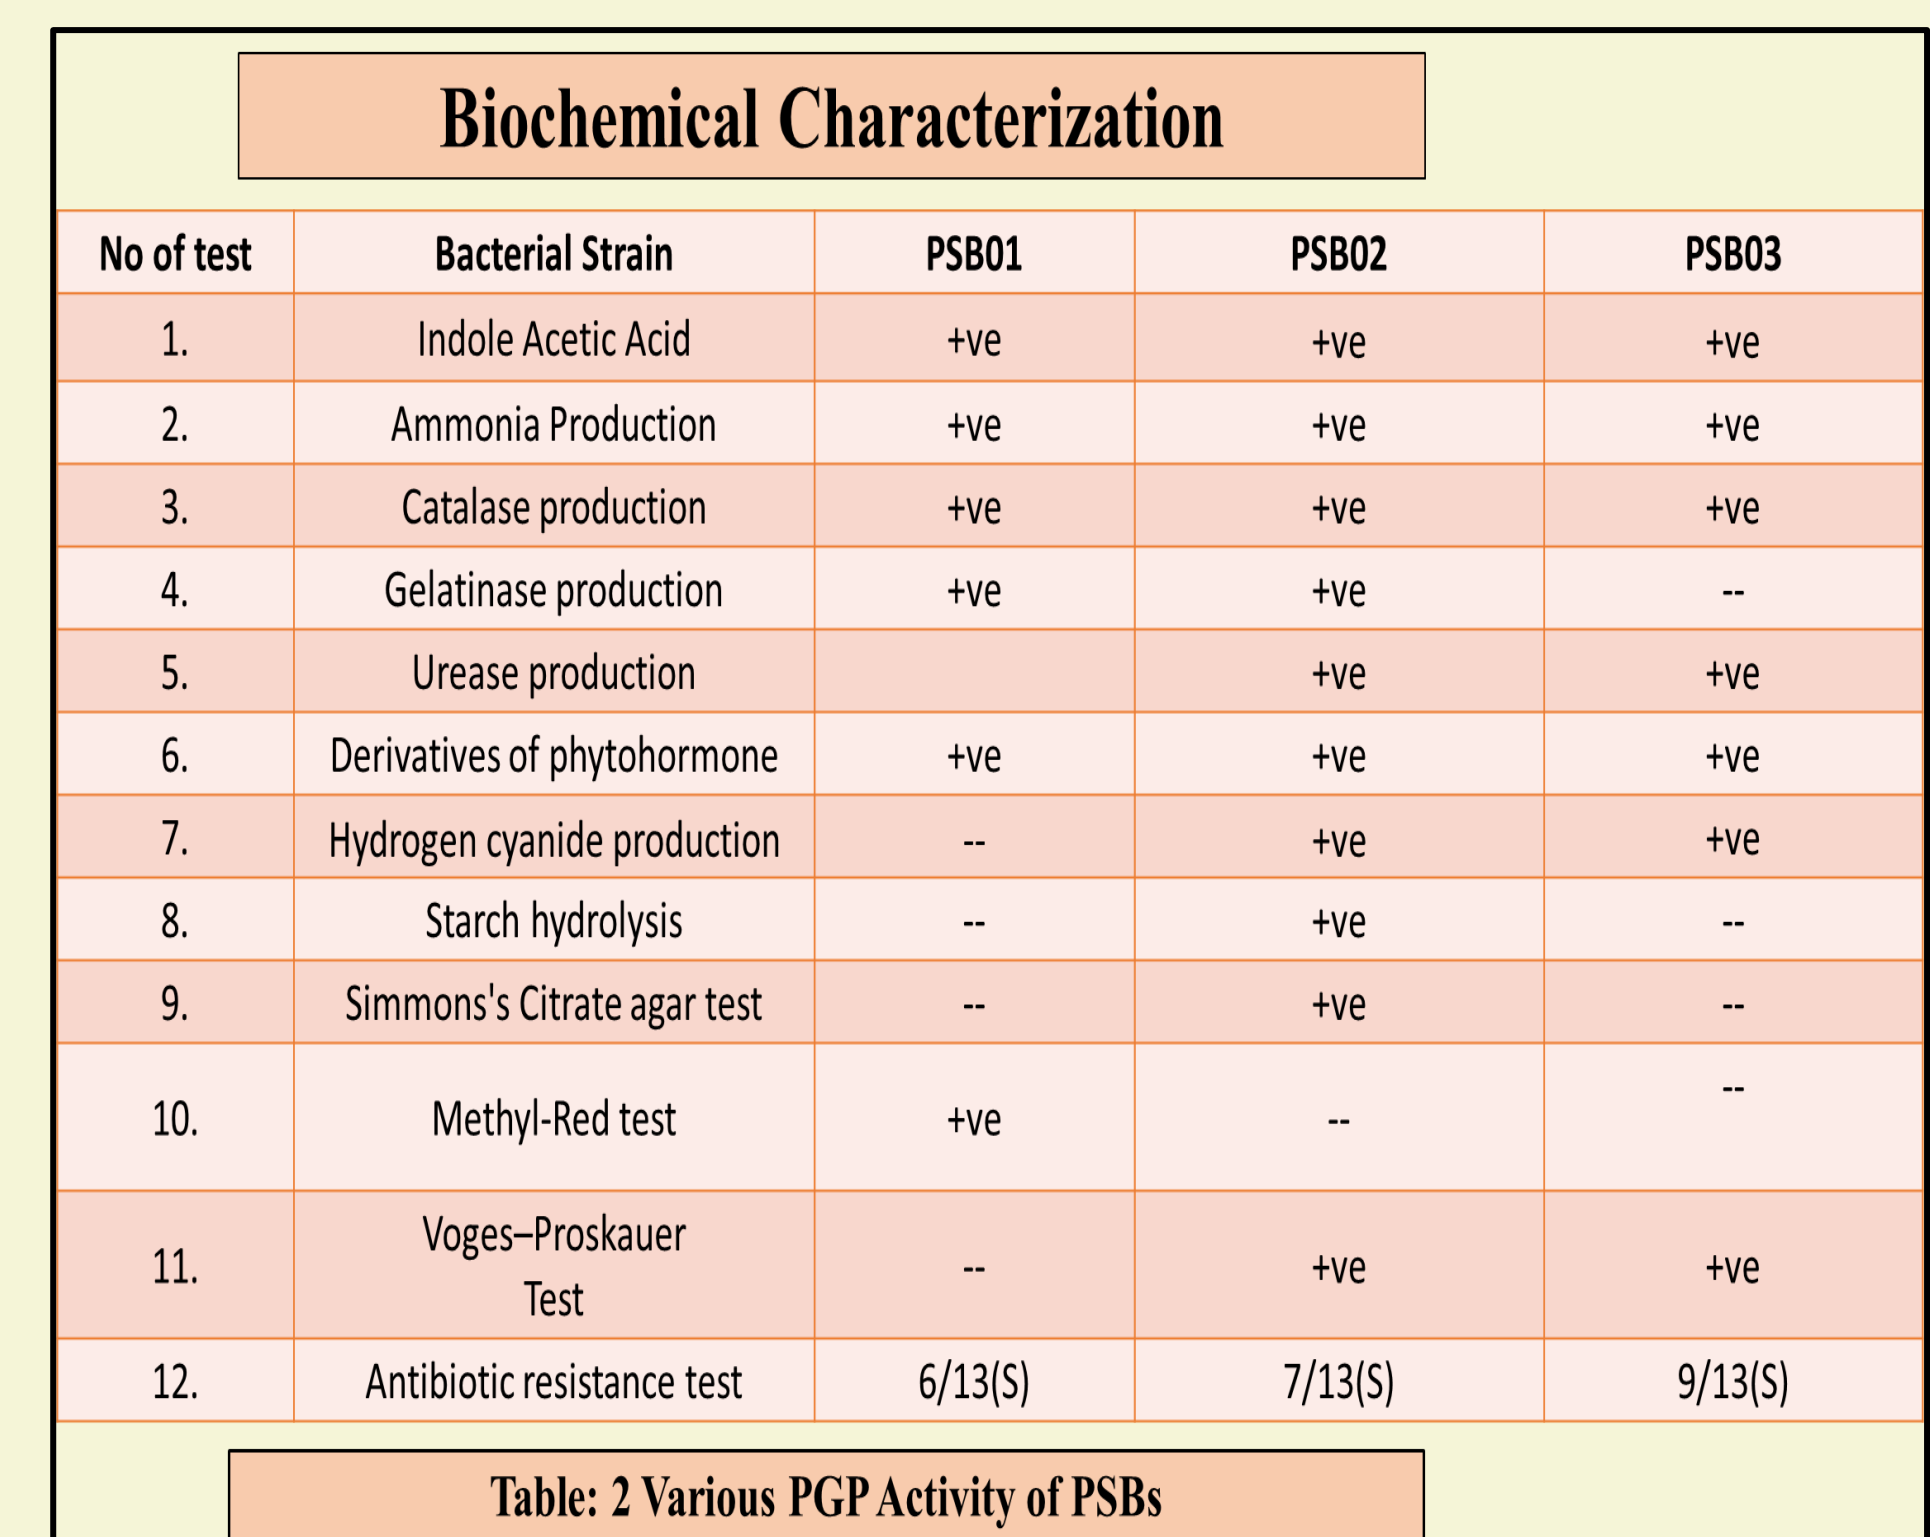 Biochemical Characterization
No of test Bacterial Strain PSB01 PSB02 PSB03
1. Indole Acetic Acid +ve +ve +ve
2. Ammonia Production +ve +ve +ve
3. Catalase production +ve +ve +ve
4. Gelatinase production +ve +ve --
5. Urease production +ve +ve
6. Derivatives of phytohormone +ve +ve +ve
7. Hydrogen cyanide production -- +ve +ve
8. Starch hydrolysis -- +ve --
9. Simmons's Citrate agar test -- +ve --
10. Methyl-Red test +ve -- --
11. Voges–Proskauer
Test -- +ve +ve
12. Antibiotic resistance test 6/13(S) 7/13(S) 9/13(S)
Table: 2 Various PGP Activity of PSBs